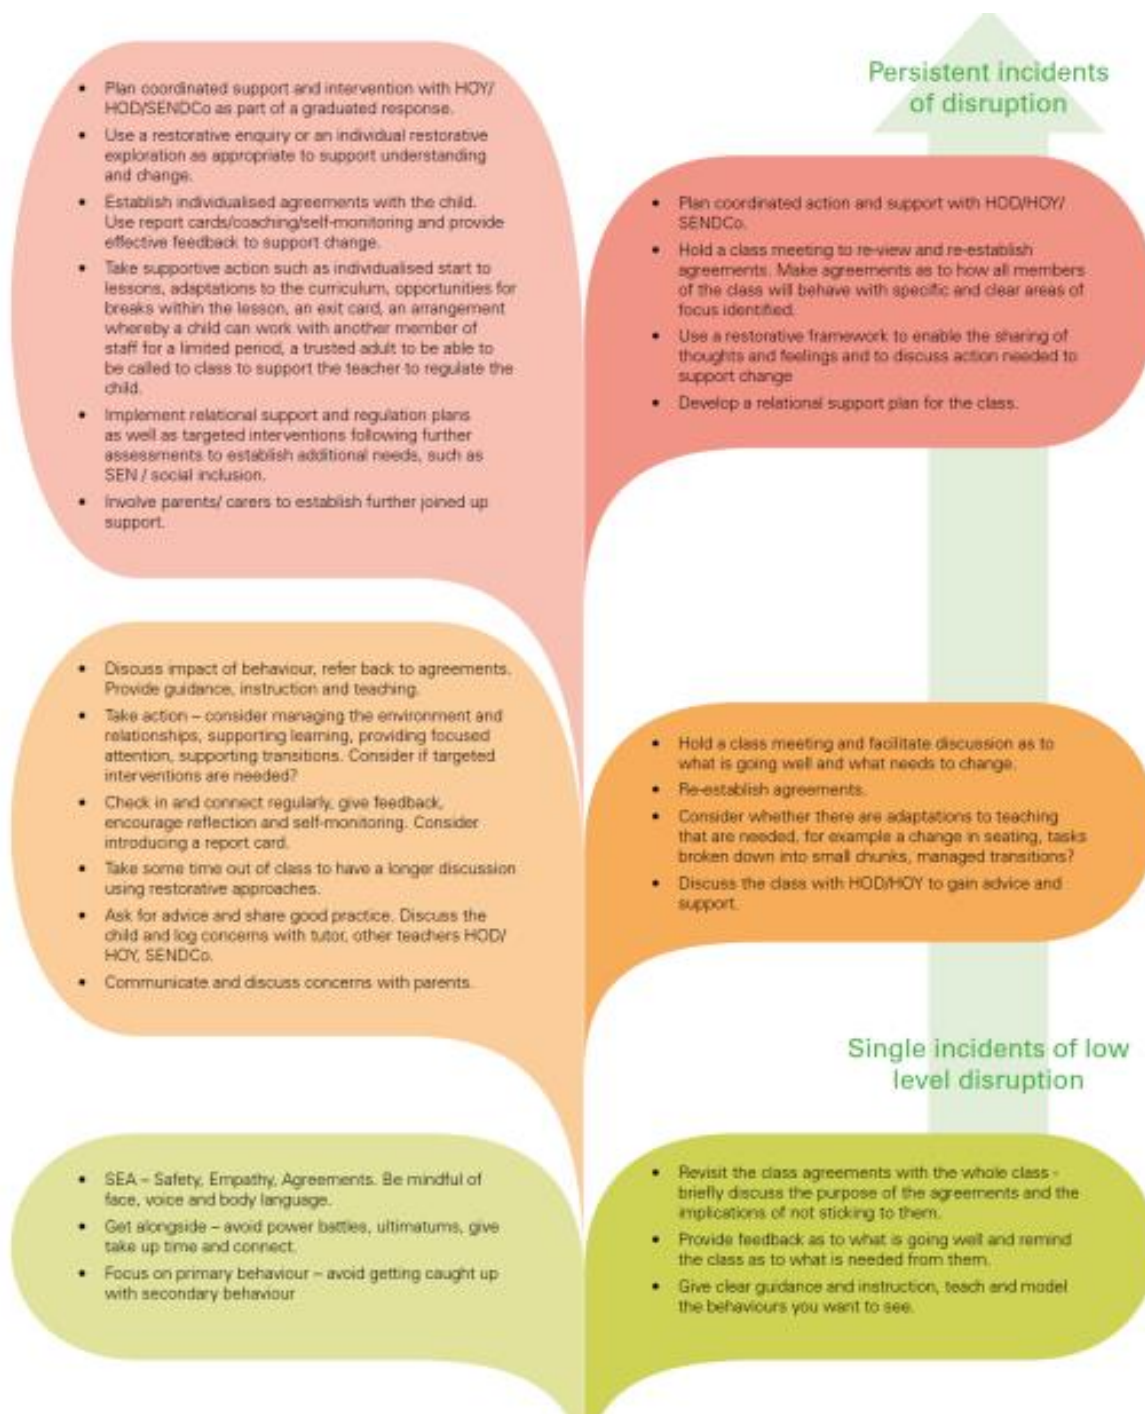 Persistent incidents
of disruption
• Plan coordinated support and intervention with HOY/
HOD/SENDCo as part of a graduated response.
• Use a restorative enquiry or an individual restorative
exploration as appropriate to support understanding
and change.
• Establish individualised agreements with the child.
Use report cards/coaching/self-monitoring and provide
effective feedback to support change.
• Take supportive action such as individualised start to
lessons, adaptations to the curriculum, opportunities for
breaks within the lesson, an exit card, an arrangement
whereby a child can work with another member of
staff for a limited period, a trusted adult to be able to
be called to class to support the teacher to regulate the
child.
• Implement relational support and regulation plans
as well as targeted interventions following further
assessments to establish additional needs, such as
SEN / social inclusion.
• Involve parents/ carers to establish further joined up
support.
• Plan coordinated action and support with HOD/HOY/
SENDCo.
• Hold a class meeting to re-view and re-establish
agreements. Make agreements as to how all members
of the class will behave with specific and clear areas of
focus identified.
• Use a restorative framework to enable the sharing of
thoughts and feelings and to discuss action needed to
support change
• Develop a relational support plan for the class.
• Discuss impact of behaviour, refer back to agreements.
Provide guidance, instruction and teaching.
• Take action – consider managing the environment and
relationships, supporting learning, providing focused
attention, supporting transitions. Consider if targeted
interventions are needed?
• Check in and connect regularly, give feedback,
encourage reflection and self-monitoring. Consider
introducing a report card.
• Take some time out of class to have a longer discussion
using restorative approaches.
• Ask for advice and share good practice. Discuss the
child and log concerns with tutor, other teachers HOD/
HOY, SENDCo.
• Communicate and discuss concerns with parents.
• Hold a class meeting and facilitate discussion as to
what is going well and what needs to change.
• Re-establish agreements.
• Consider whether there are adaptations to teaching
that are needed, for example a change in seating, tasks
broken down into small chunks, managed transitions?
• Discuss the class with HOD/HOY to gain advice and
support.
Single incidents of low
level disruption
• SEA – Safety, Empathy, Agreements. Be mindful of
face, voice and body language.
• Get alongside – avoid power battles, ultimatums, give
take up time and connect.
• Focus on primary behaviour – avoid getting caught up
with secondary behaviour
• Revisit the class agreements with the whole class -
briefly discuss the purpose of the agreements and the
implications of not sticking to them.
• Provide feedback as to what is going well and remind
the class as to what is needed from them.
• Give clear guidance and instruction, teach and model
the behaviours you want to see.